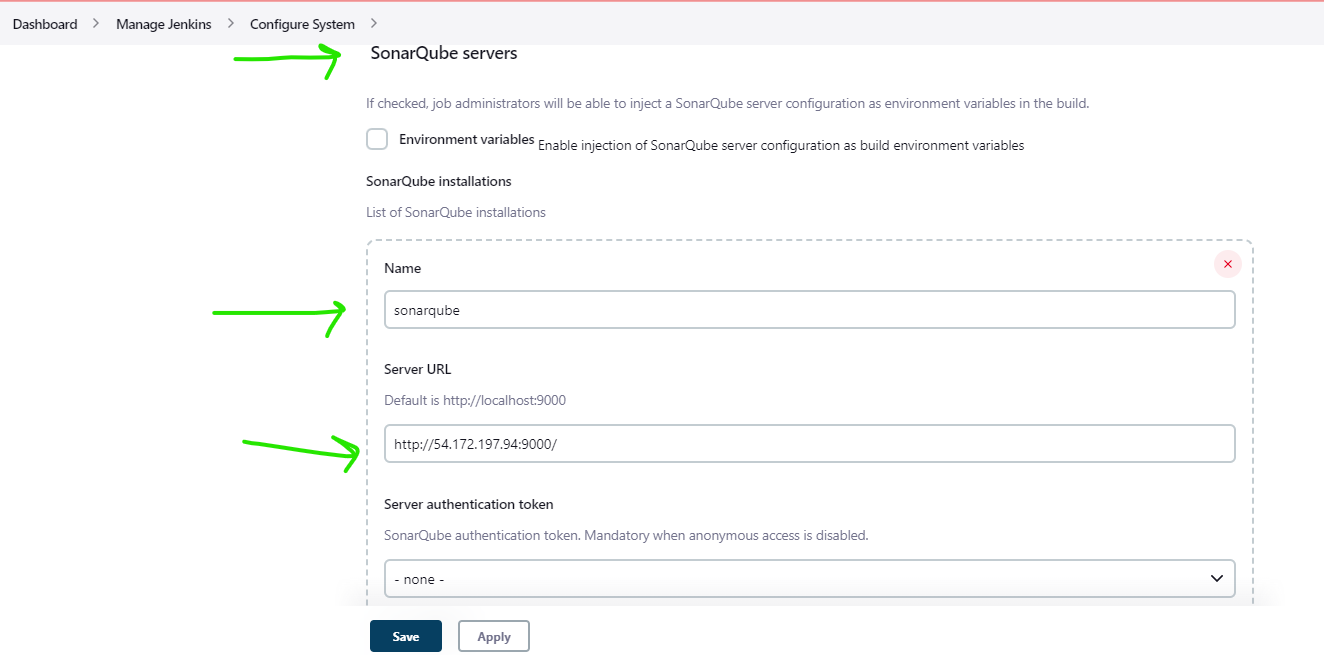 Dashboard > Manage Jenkins > Configure System >
SonarQube servers
If checked, job administrators will be able to inject a SonarQube server configuration as environment variables in the build.
Environment variables Enable injection of SonarQube server configuration as build environment variables
SonarQube installations
List of SonarQube installations
Name
sonarqube
Server URL
Default is http://localhost:9000
http://54.172.197.94:9000/
Server authentication token
SonarQube authentication token. Mandatory when anonymous access is disabled.
- none -
Save Apply